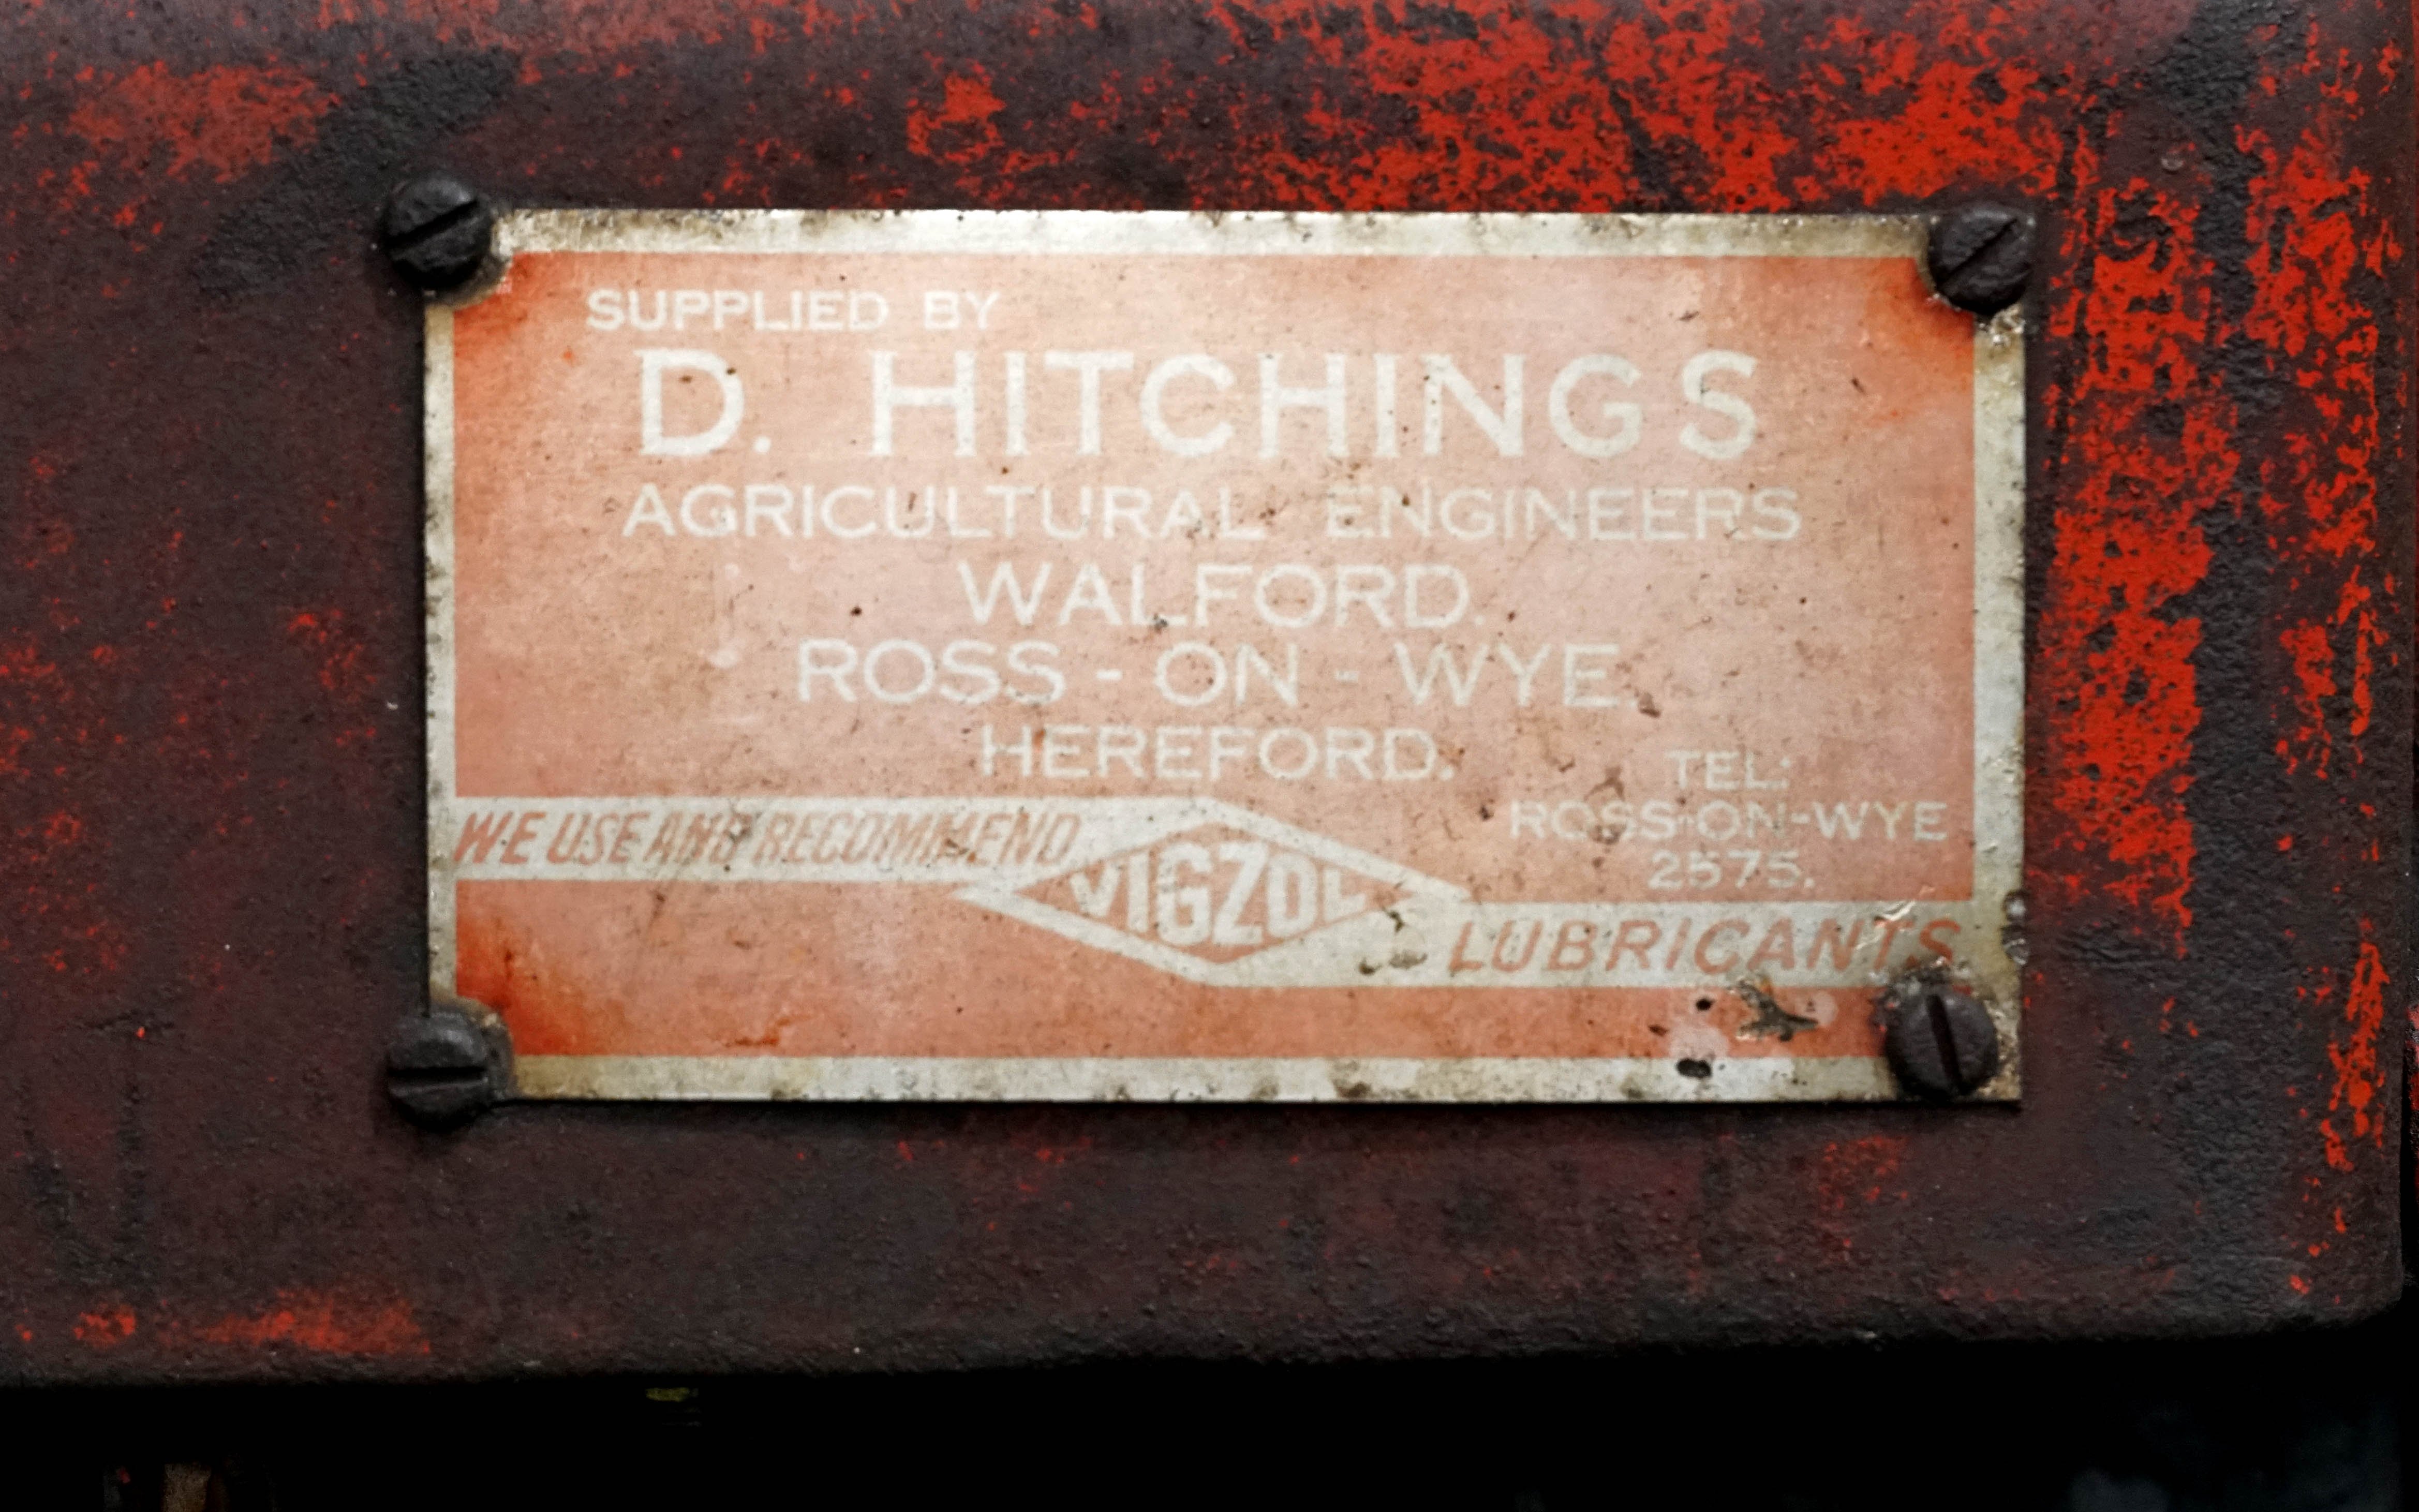 SUPPLIED BY
D. HITCHINGS
AGRICULTURAL ENGINEERS
WALFORD.
ROSS - ON - WYE.
HEREFORD.
TEL:
ROSS-ON-WYE
2575.
WE USE AND RECOMMEND
VIGZOL
LUBRICANTS